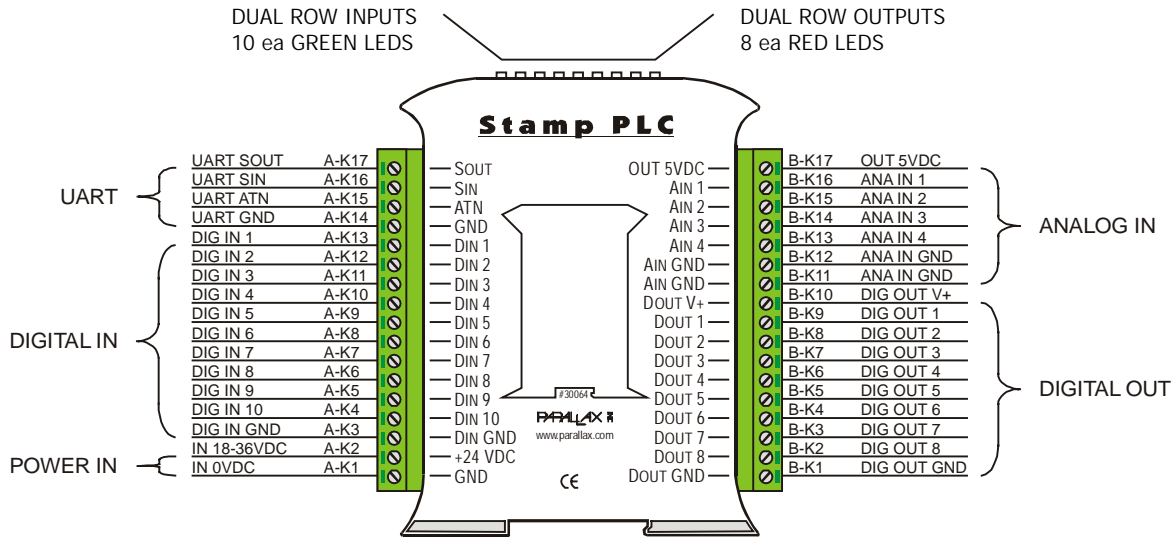 DUAL ROW INPUTS
10 ea GREEN LEDS
DUAL ROW OUTPUTS
8 ea RED LEDS
Stamp PLC
UART
DIGITAL IN
POWER IN
UART SOUT A-K17
UART SIN A-K16
UART ATN A-K15
UART GND A-K14
DIG IN 1 A-K13
DIG IN 2 A-K12
DIG IN 3 A-K11
DIG IN 4 A-K10
DIG IN 5 A-K9
DIG IN 6 A-K8
DIG IN 7 A-K7
DIG IN 8 A-K6
DIG IN 9 A-K5
DIG IN 10 A-K4
DIG IN GND A-K3
IN 18-36VDC A-K2
IN 0VDC A-K1
SOUT
SIN
ATN
GND
DIN 1
DIN 2
DIN 3
DIN 4
DIN 5
DIN 6
DIN 7
DIN 8
DIN 9
DIN 10
DIN GND
+24 VDC
GND
#30064
PARALLAX
www.parallax.com
CE
OUT 5VDC
AIN 1
AIN 2
AIN 3
AIN 4
AIN GND
AIN GND
DOUT V+
DOUT 1
DOUT 2
DOUT 3
DOUT 4
DOUT 5
DOUT 6
DOUT 7
DOUT 8
DOUT GND
B-K17 OUT 5VDC
B-K16 ANA IN 1
B-K15 ANA IN 2
B-K14 ANA IN 3
B-K13 ANA IN 4
B-K12 ANA IN GND
B-K11 ANA IN GND
B-K10 DIG OUT V+
B-K9 DIG OUT 1
B-K8 DIG OUT 2
B-K7 DIG OUT 3
B-K6 DIG OUT 4
B-K5 DIG OUT 5
B-K4 DIG OUT 6
B-K3 DIG OUT 7
B-K2 DIG OUT 8
B-K1 DIG OUT GND
ANALOG IN
DIGITAL OUT